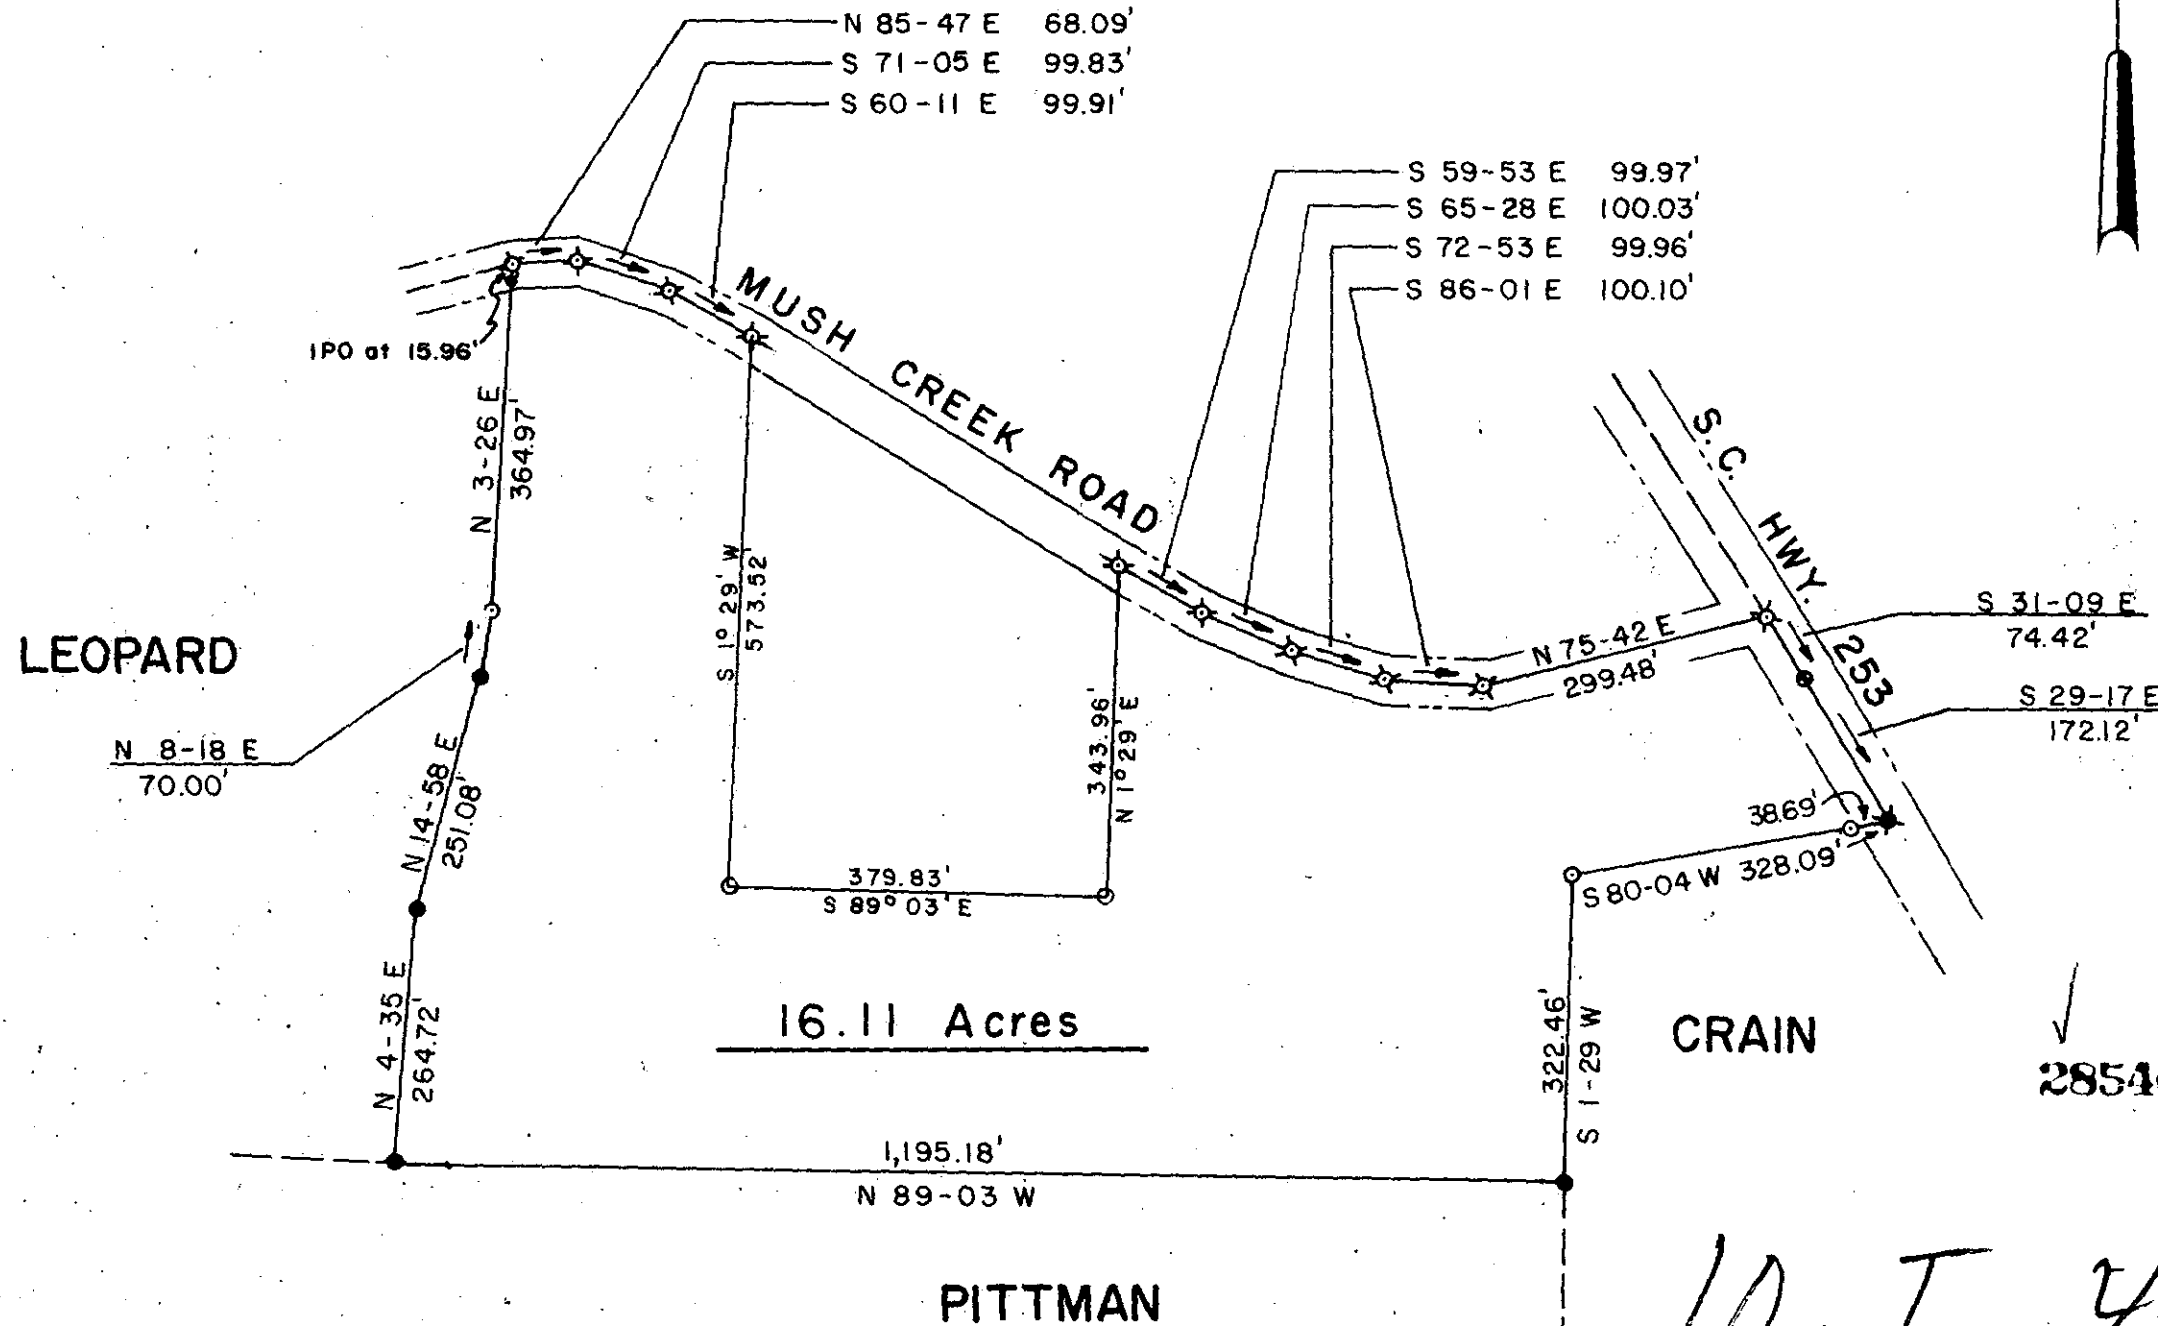 N 85-47 E 68.09'
S 71-05 E 99.83'
S 60-11 E 99.91'
S 59-53 E 99.97'
S 65-28 E 100.03'
S 72-53 E 99.96'
S 86-01 E 100.10'
MUSH CREEK ROAD
IPO at 15.96'
N 3-26 E
364.97'
S.C. HWY. 253
S 1° 29' W
573.52'
S 31-09 E
74.42'
N 75-42 E
299.48'
LEOPARD
S 29-17 E
172.12'
N 8-18 E
70.00'
343.96'
N 1° 29' E
N 14-58 E
251.08'
38.69'
S 80-04 W 328.09'
379.83'
S 89° 03' E
N 4-35 E
264.72'
16.11 Acres
322.46'
S 1-29 W
CRAIN
1,195.18'
N 89-03 W
PITTMAN